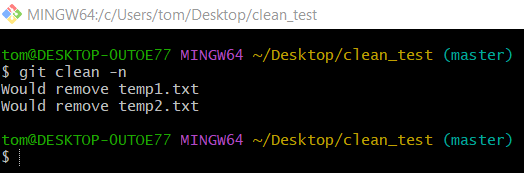 MINGW64:/c/Users/tom/Desktop/clean_test
tom@DESKTOP-OUTOE77 MINGW64 ~/Desktop/clean_test (master)
$ git clean -n
Would remove temp1.txt
Would remove temp2.txt
tom@DESKTOP-OUTOE77 MINGW64 ~/Desktop/clean_test (master)
$